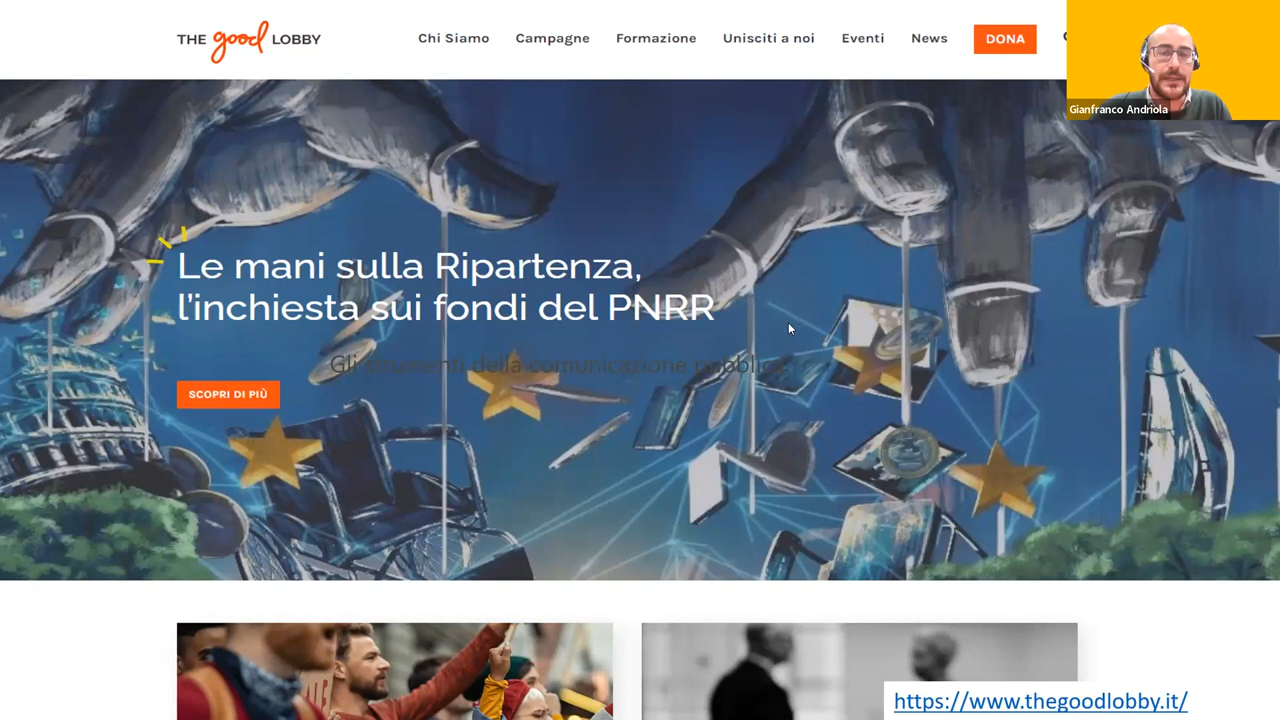 THE good LOBBY
Chi Siamo Campagne Formazione Unisciti a noi Eventi News DONA
Gianfranco Andriola
Le mani sulla Ripartenza,
l'inchiesta sui fondi del PNRR
Gli strumenti della comunicazione pubblica
SCOPRI DI PIÙ
https://www.thegoodlobby.it/